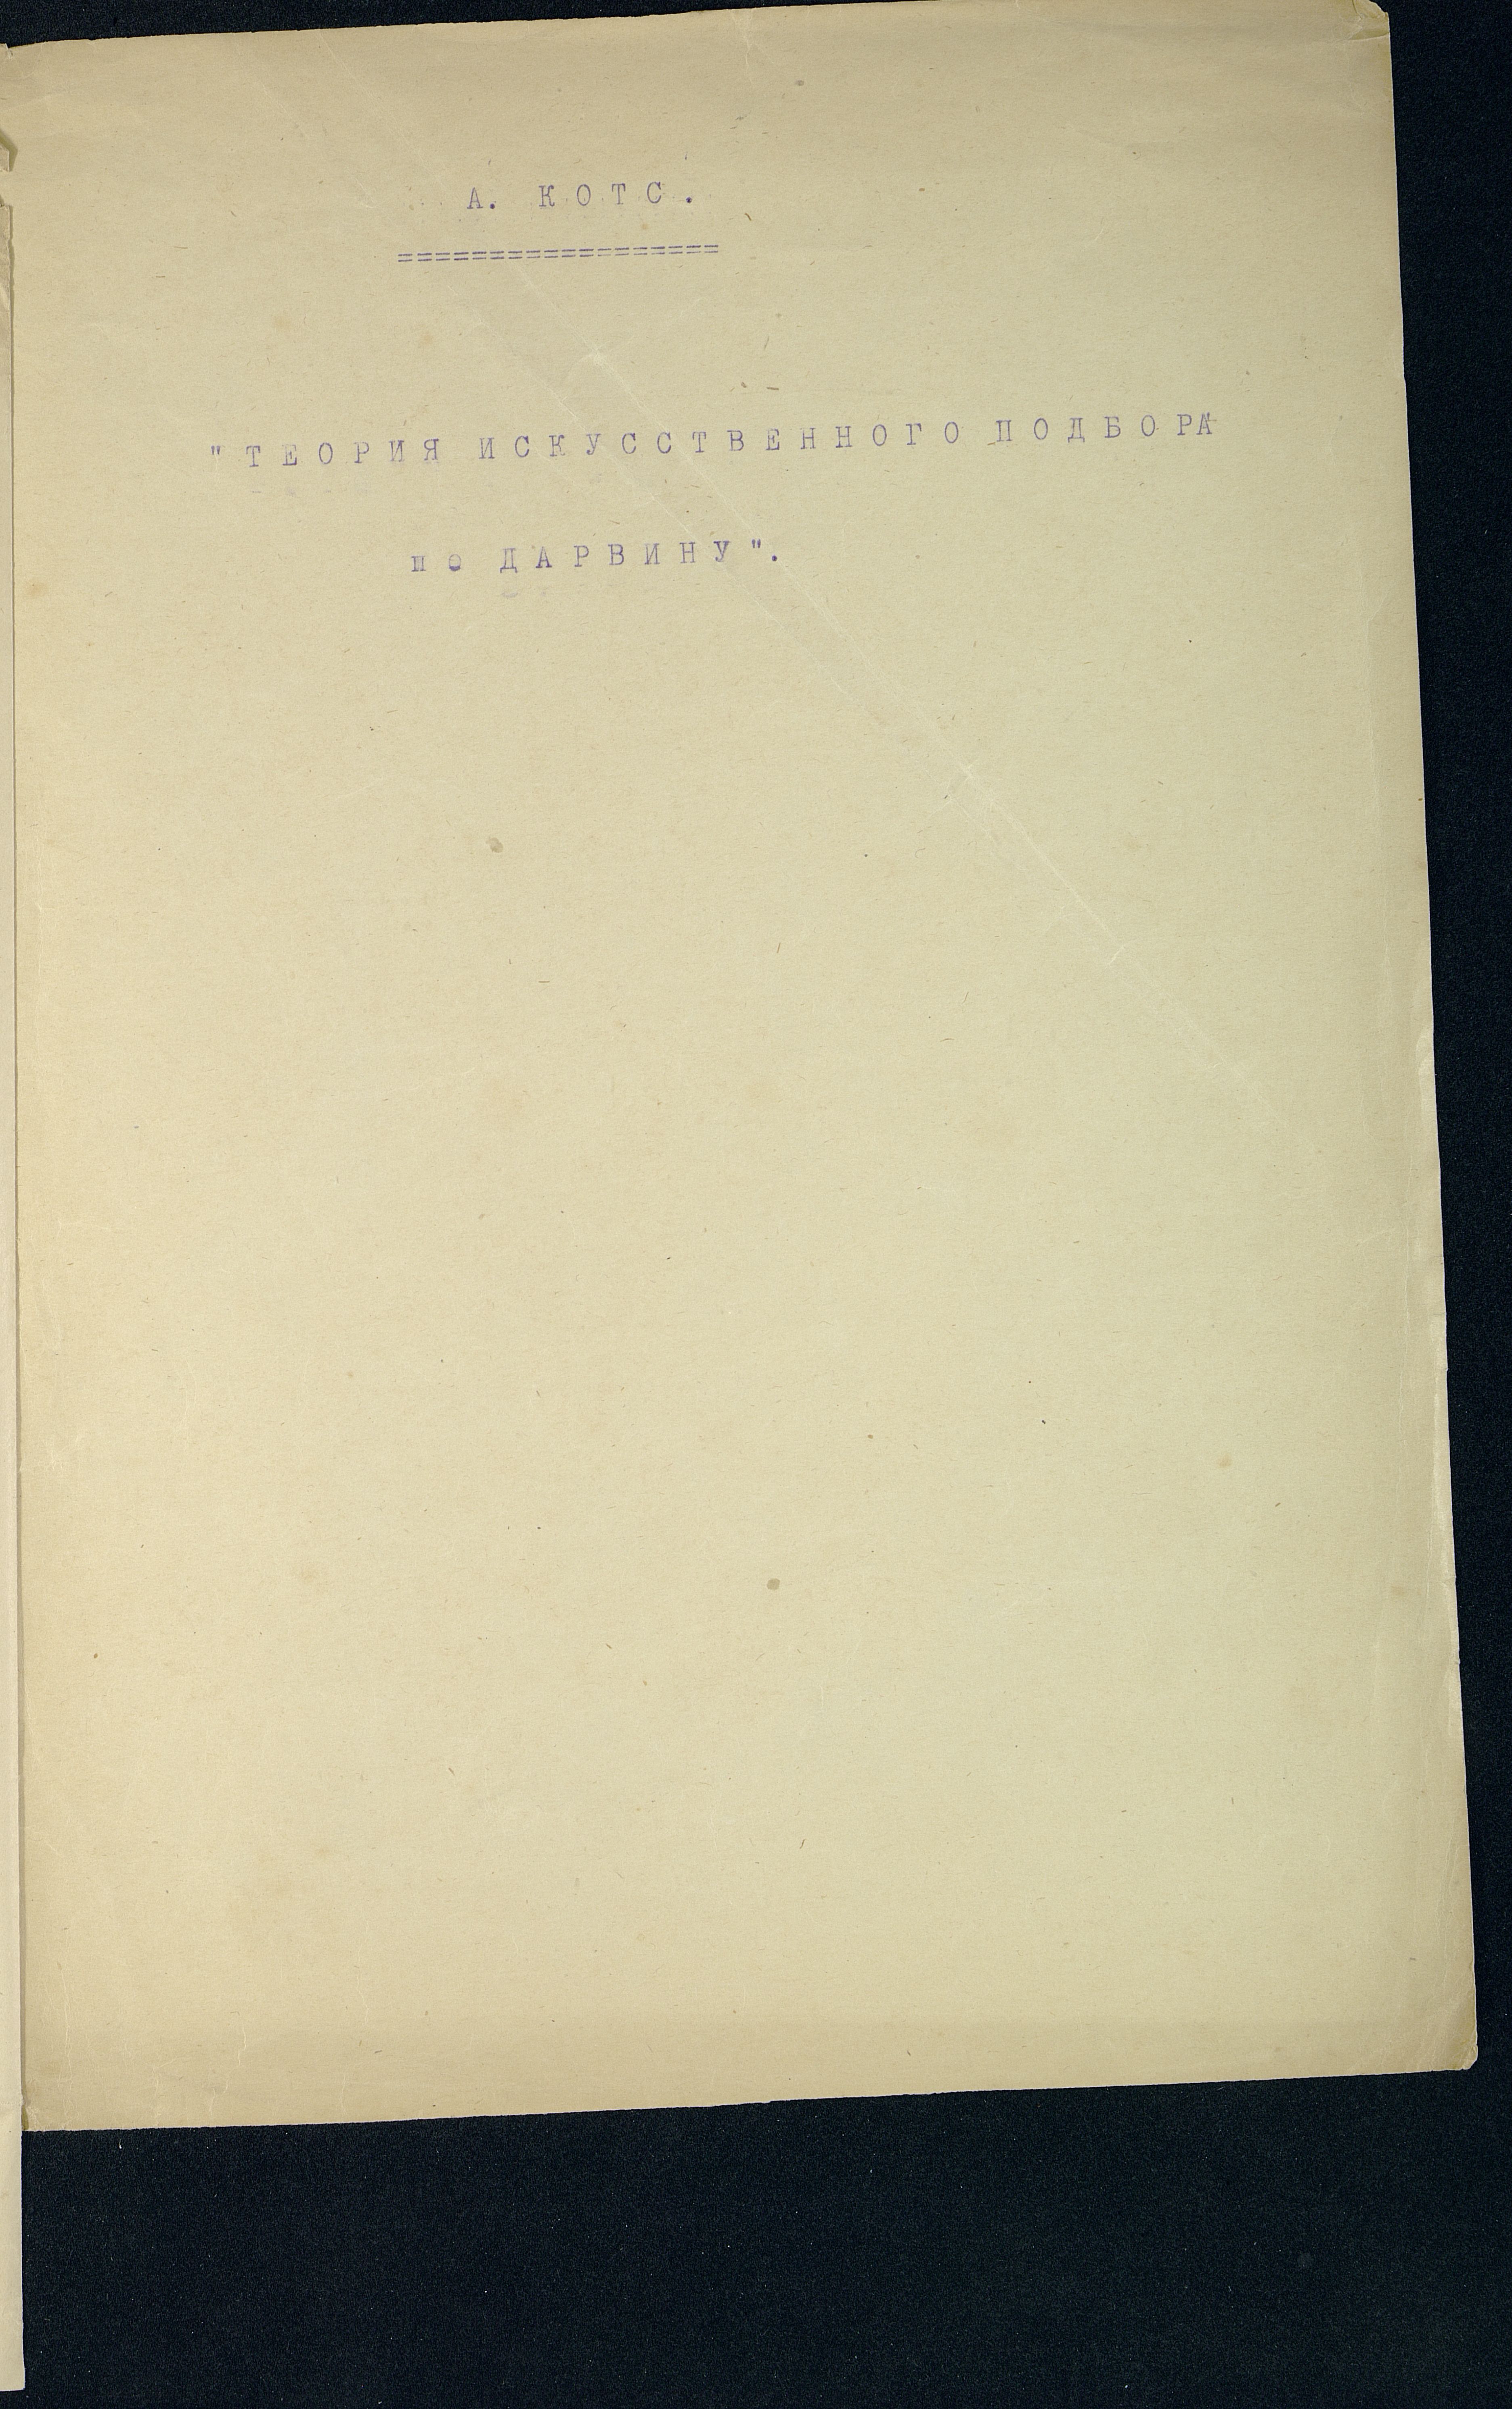 А. КОТС.
==================
"ТЕОРИЯ ИСКУССТВЕННОГО ПОДБОРА
по ДАРВИНУ".